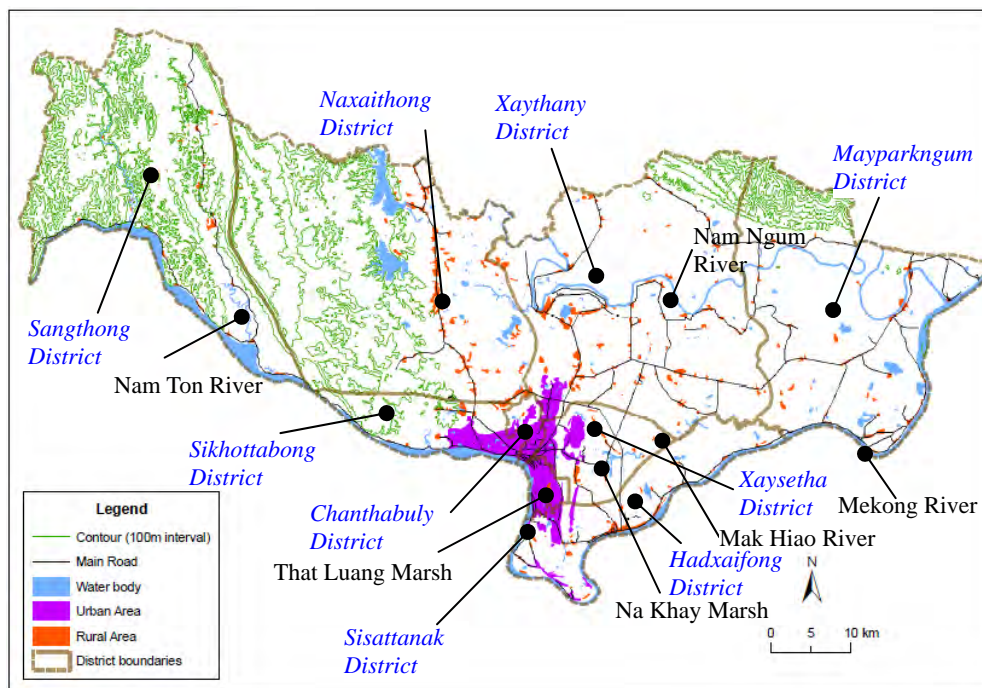 Naxaithong
District
Xaythany
District
Mayparkngum
District
Nam Ngum
River
Sangthong
District
Nam Ton River
Sikhottabong
District
Chanthabuly
District
That Luang Marsh
Sisattanak
District
Xaysetha
District
Mekong River
Mak Hiao River
Hadxaifong
District
Na Khay Marsh
Legend
Contour (100m interval)
Main Road
Water body
Urban Area
Rural Area
District boundaries
N
0 5 10 km